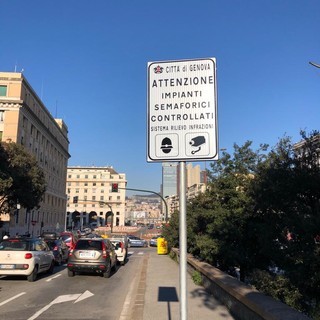 CITTÀ di GENOVA
ATTENZIONE
IMPIANTI
SEMAFORICI
CONTROLLATI
SISTEMA RILIEVO INFRAZIONI